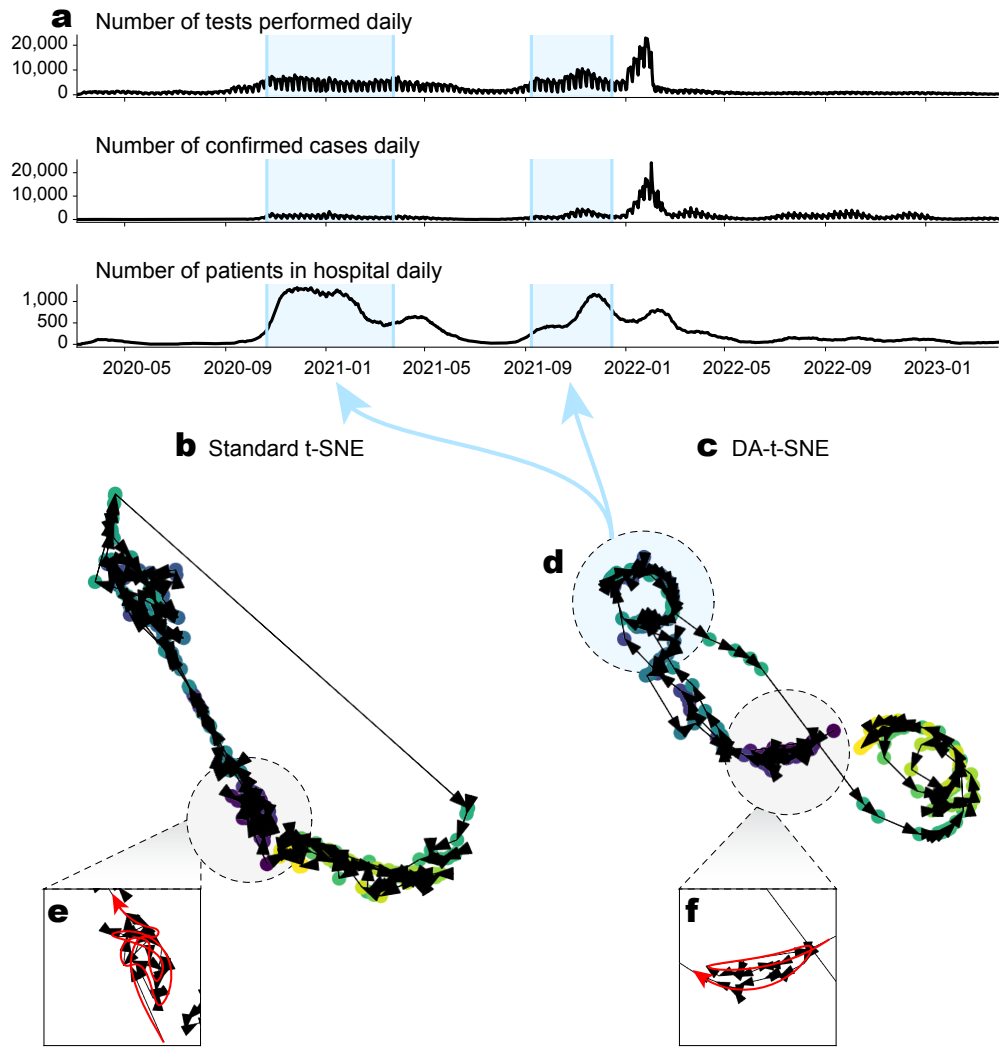 a Number of tests performed daily
20,000
10,000
0
Number of confirmed cases daily
20,000
10,000
0
Number of patients in hospital daily
1,000
500
0
2020-05 2020-09 2021-01 2021-05 2021-09 2022-01 2022-05 2022-09 2023-01
b Standard t-SNE
c DA-t-SNE
d
e
f